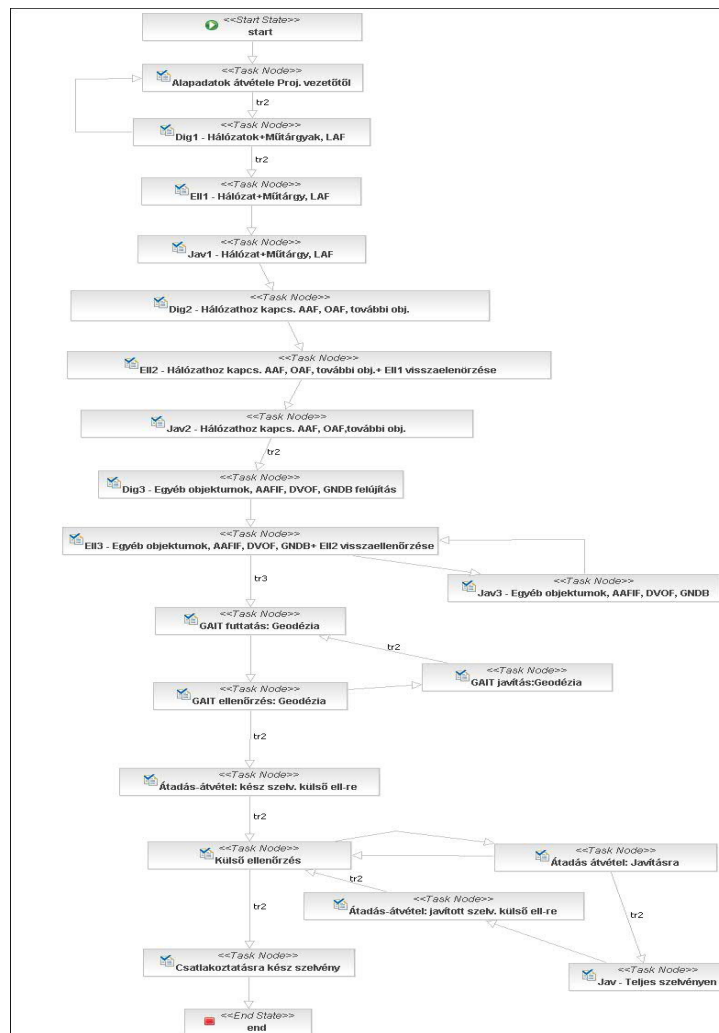 <<Start State>>
start
<<Task Node>>
Alapadatok átvétele Proj. vezetőtől
tr2
<<Task Node>>
Dig1 - Hálózatok+Műtárgyak, LAF
tr2
<<Task Node>>
Ell1 - Hálózat+Műtárgy, LAF
<<Task Node>>
Jav1 - Hálózat+Műtárgy, LAF
<<Task Node>>
Dig2 - Hálózathoz kapcs. AAF, OAF, további obj.
<<Task Node>>
Ell2 - Hálózathoz kapcs. AAF, OAF, további obj.+ Ell1 visszaelenörzése
<<Task Node>>
Jav2 - Hálózathoz kapcs. AAF, OAF,további obj.
tr2
<<Task Node>>
Dig3 - Egyéb objektumok, AAFIF, DVOF, GNDB felújítás
<<Task Node>>
Ell3 - Egyéb objektumok, AAFIF, DVOF, GNDB+ Ell2 visszaellenőrzése
tr3
<<Task Node>>
Jav3 - Egyéb objektumok, AAFIF, DVOF, GNDB
<<Task Node>>
GAIT futtatás: Geodézia
tr2
<<Task Node>>
GAIT javítás:Geodézia
<<Task Node>>
GAIT ellenőrzés: Geodézia
tr2
<<Task Node>>
Átadás-átvétel: kész szelv. külső ell-re
tr2
<<Task Node>>
Külső ellenőrzés
<<Task Node>>
Átadás átvétel: Javításra
tr2
<<Task Node>>
Átadás-átvétel: javított szelv. külső ell-re
tr2
tr2
<<Task Node>>
Csatlakoztatásra kész szelvény
<<Task Node>>
Jav - Teljes szelvényen
<<End State>>
end